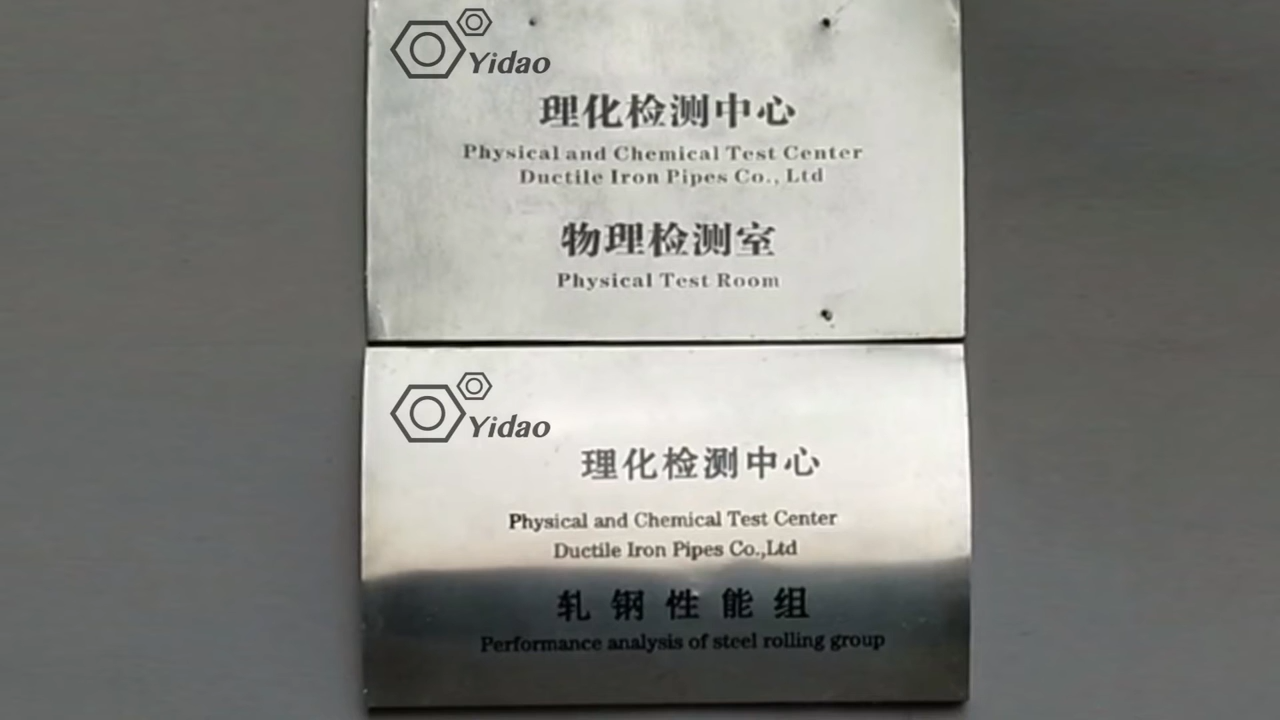 Yidao
理化检测中心
Physical and Chemical Test Center
Ductile Iron Pipes Co., Ltd
物理检测室
Physical Test Room
Yidao
理化检测中心
Physical and Chemical Test Center
Ductile Iron Pipes Co.,Ltd
轧钢性能组
Performance analysis of steel rolling group